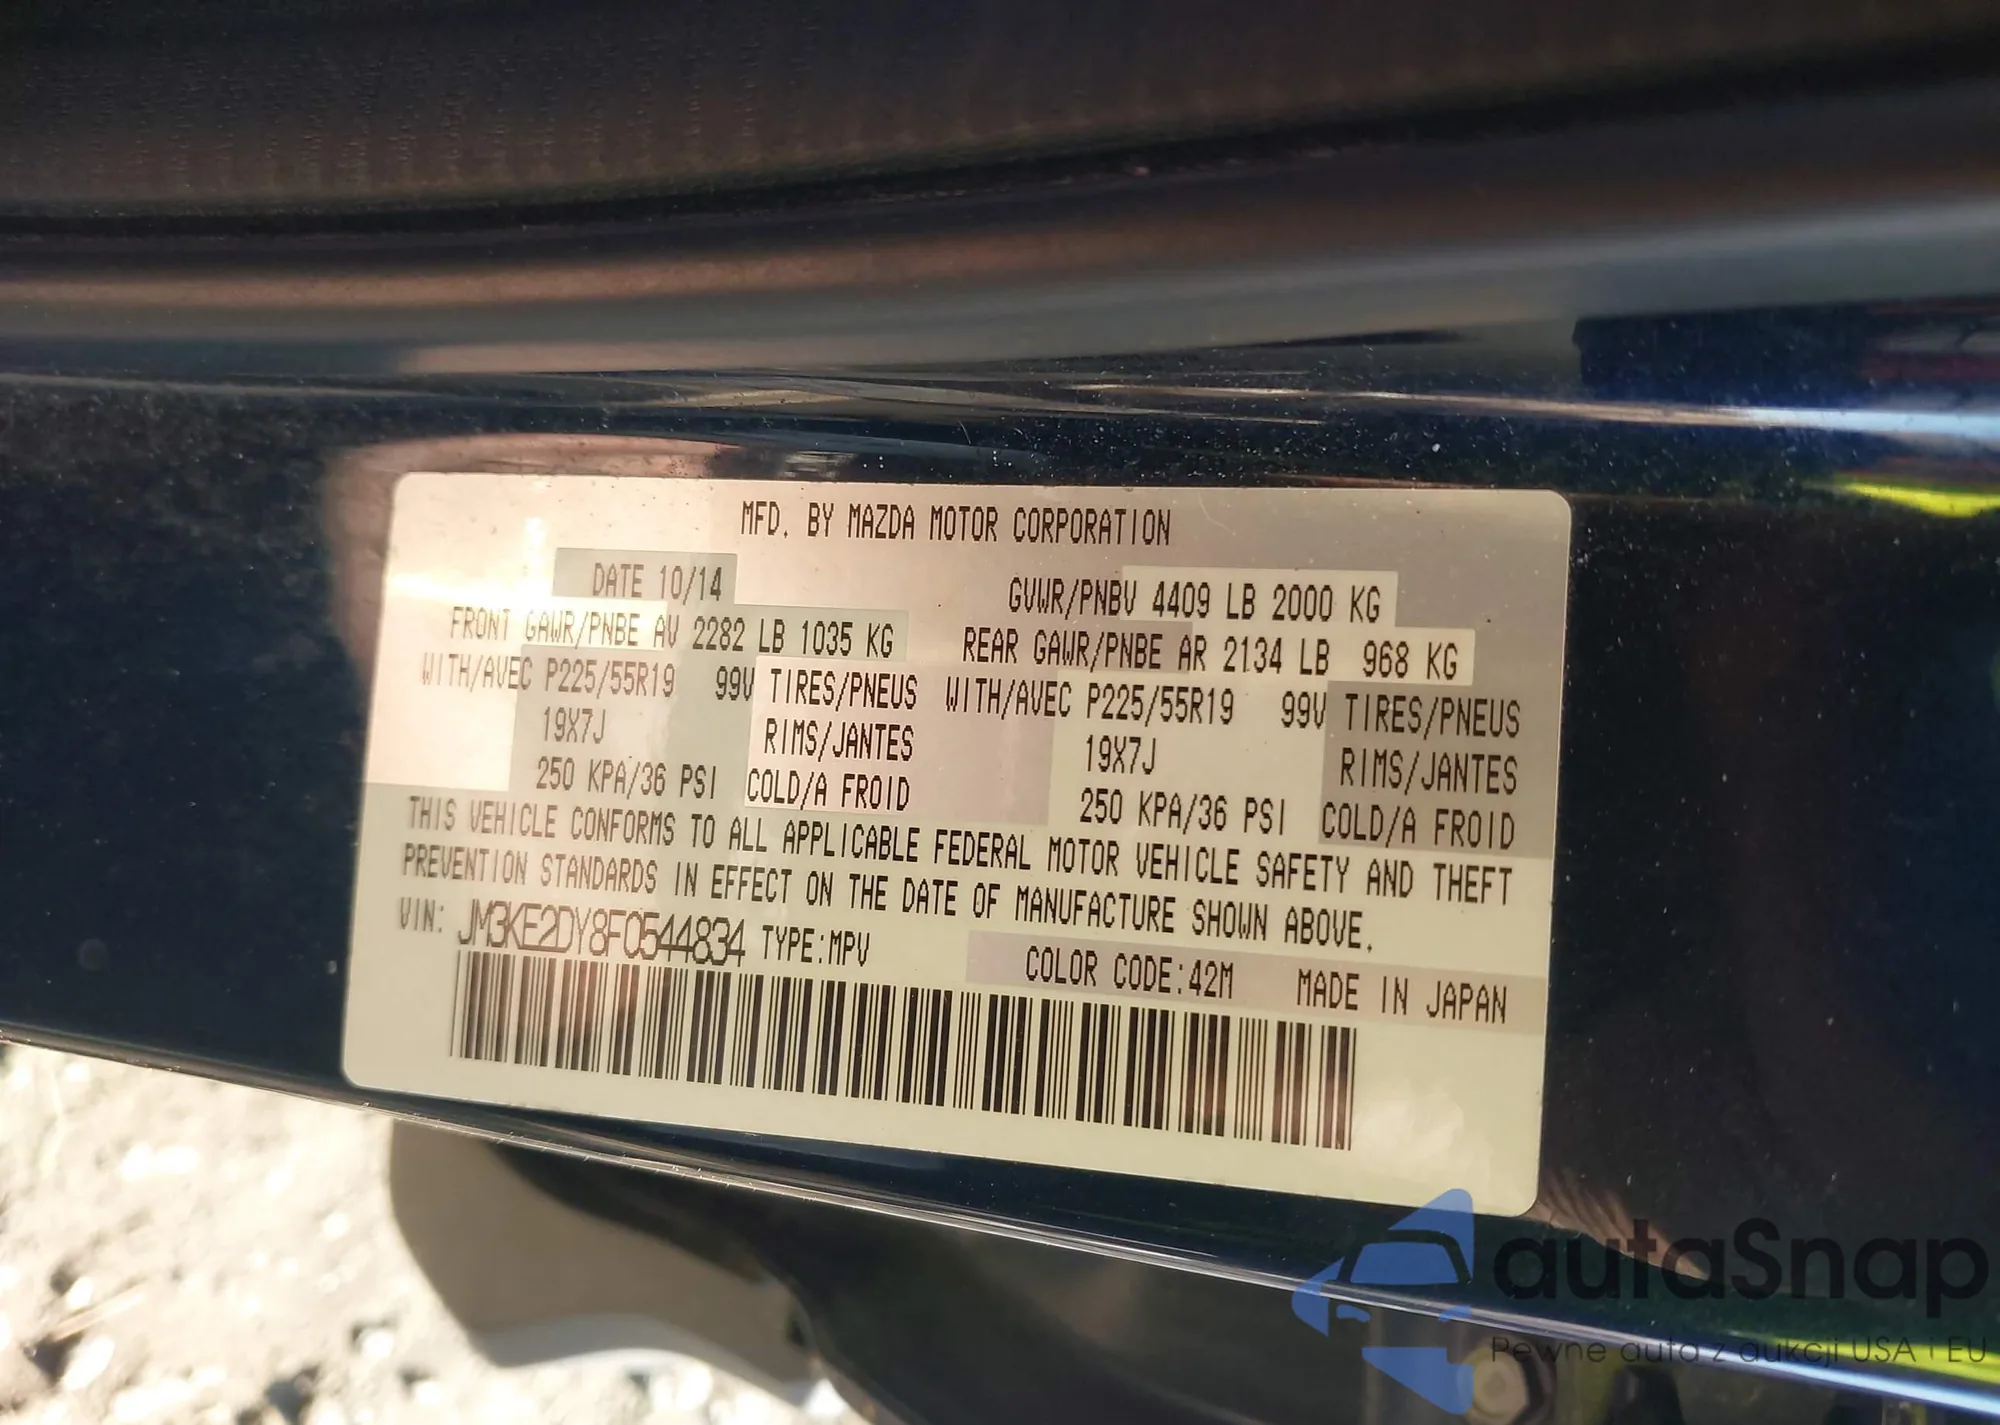 MFD. BY MAZDA MOTOR CORPORATION
DATE 10/14 GVWR/PNBV 4409 LB 2000 KG
FRONT GAWR/PNBE AV 2282 LB 1035 KG REAR GAWR/PNBE AR 2134 LB 968 KG
WITH/AVEC P225/55R19 99V TIRES/PNEUS WITH/AVEC P225/55R19 99V TIRES/PNEUS
19X7J RIMS/JANTES 19X7J RIMS/JANTES
250 KPA/36 PSI COLD/A FROID 250 KPA/36 PSI COLD/A FROID
THIS VEHICLE CONFORMS TO ALL APPLICABLE FEDERAL MOTOR VEHICLE SAFETY AND THEFT
PREVENTION STANDARDS IN EFFECT ON THE DATE OF MANUFACTURE SHOWN ABOVE.
VIN: JM3KE2DY8F0544834 TYPE:MPV COLOR CODE:42M MADE IN JAPAN
autaSnap
Pewne auta z aukcji USA i EU